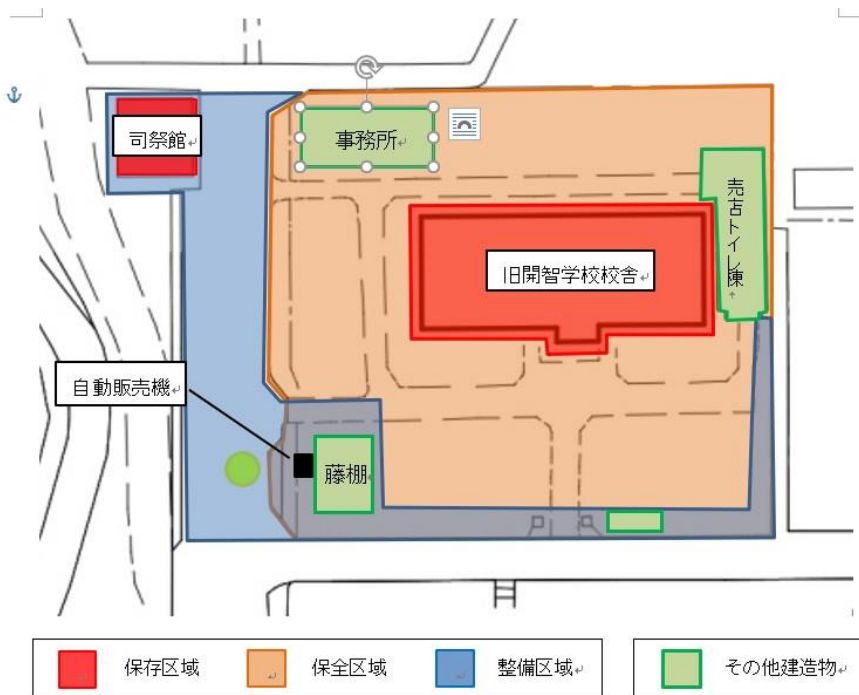 司祭館
事務所
売店トイレ棟
旧開智学校校舎
自動販売機
藤棚
保存区域
保全区域
整備区域
その他建造物